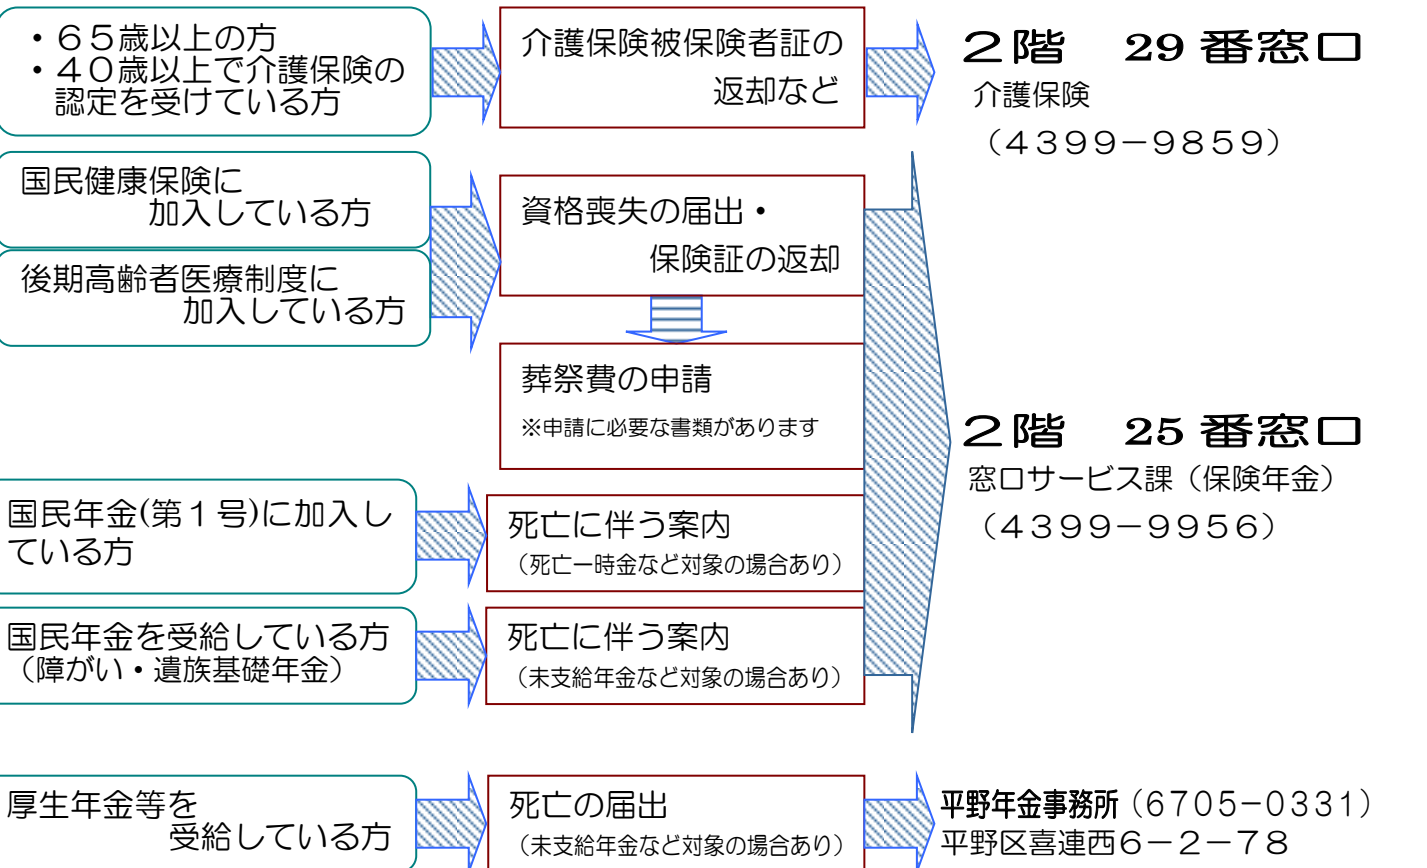 ・６５歳以上の方
・４０歳以上で介護保険の
認定を受けている方
介護保険被保険者証の
返却など
２階　29 番窓口
介護保険
（４３９９－９８５９）
国民健康保険に
加入している方
後期高齢者医療制度に
加入している方
資格喪失の届出・
保険証の返却
葬祭費の申請
※申請に必要な書類があります
２階　25 番窓口
窓口サービス課（保険年金）
（４３９９－９９５６）
国民年金(第１号)に加入し
ている方
死亡に伴う案内
（死亡一時金など対象の場合あり）
国民年金を受給している方
（障がい・遺族基礎年金）
死亡に伴う案内
（未支給年金など対象の場合あり）
厚生年金等を
受給している方
死亡の届出
（未支給年金など対象の場合あり）
平野年金事務所（６７０５－０３３１）
平野区喜連西６－２－７８